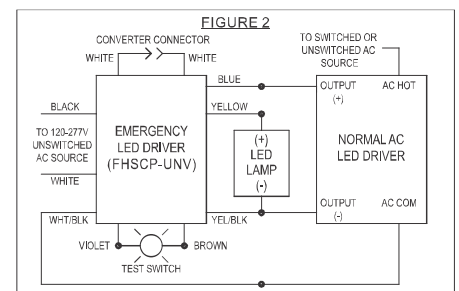 FIGURE 2
CONVERTER CONNECTOR
WHITE
WHITE
TO SWITCHED OR
UNSWITCHED AC
SOURCE
BLUE
OUTPUT
(+)
AC HOT
BLACK
YELLOW
TO 120-277V
UNSWITCHED
AC SOURCE
EMERGENCY
LED DRIVER
(FHSCP-UNV)
(+)
LED
LAMP
(-)
NORMAL AC
LED DRIVER
WHITE
OUTPUT
(-)
AC COM
WHT/BLK
YEL/BLK
VIOLET
BROWN
TEST SWITCH